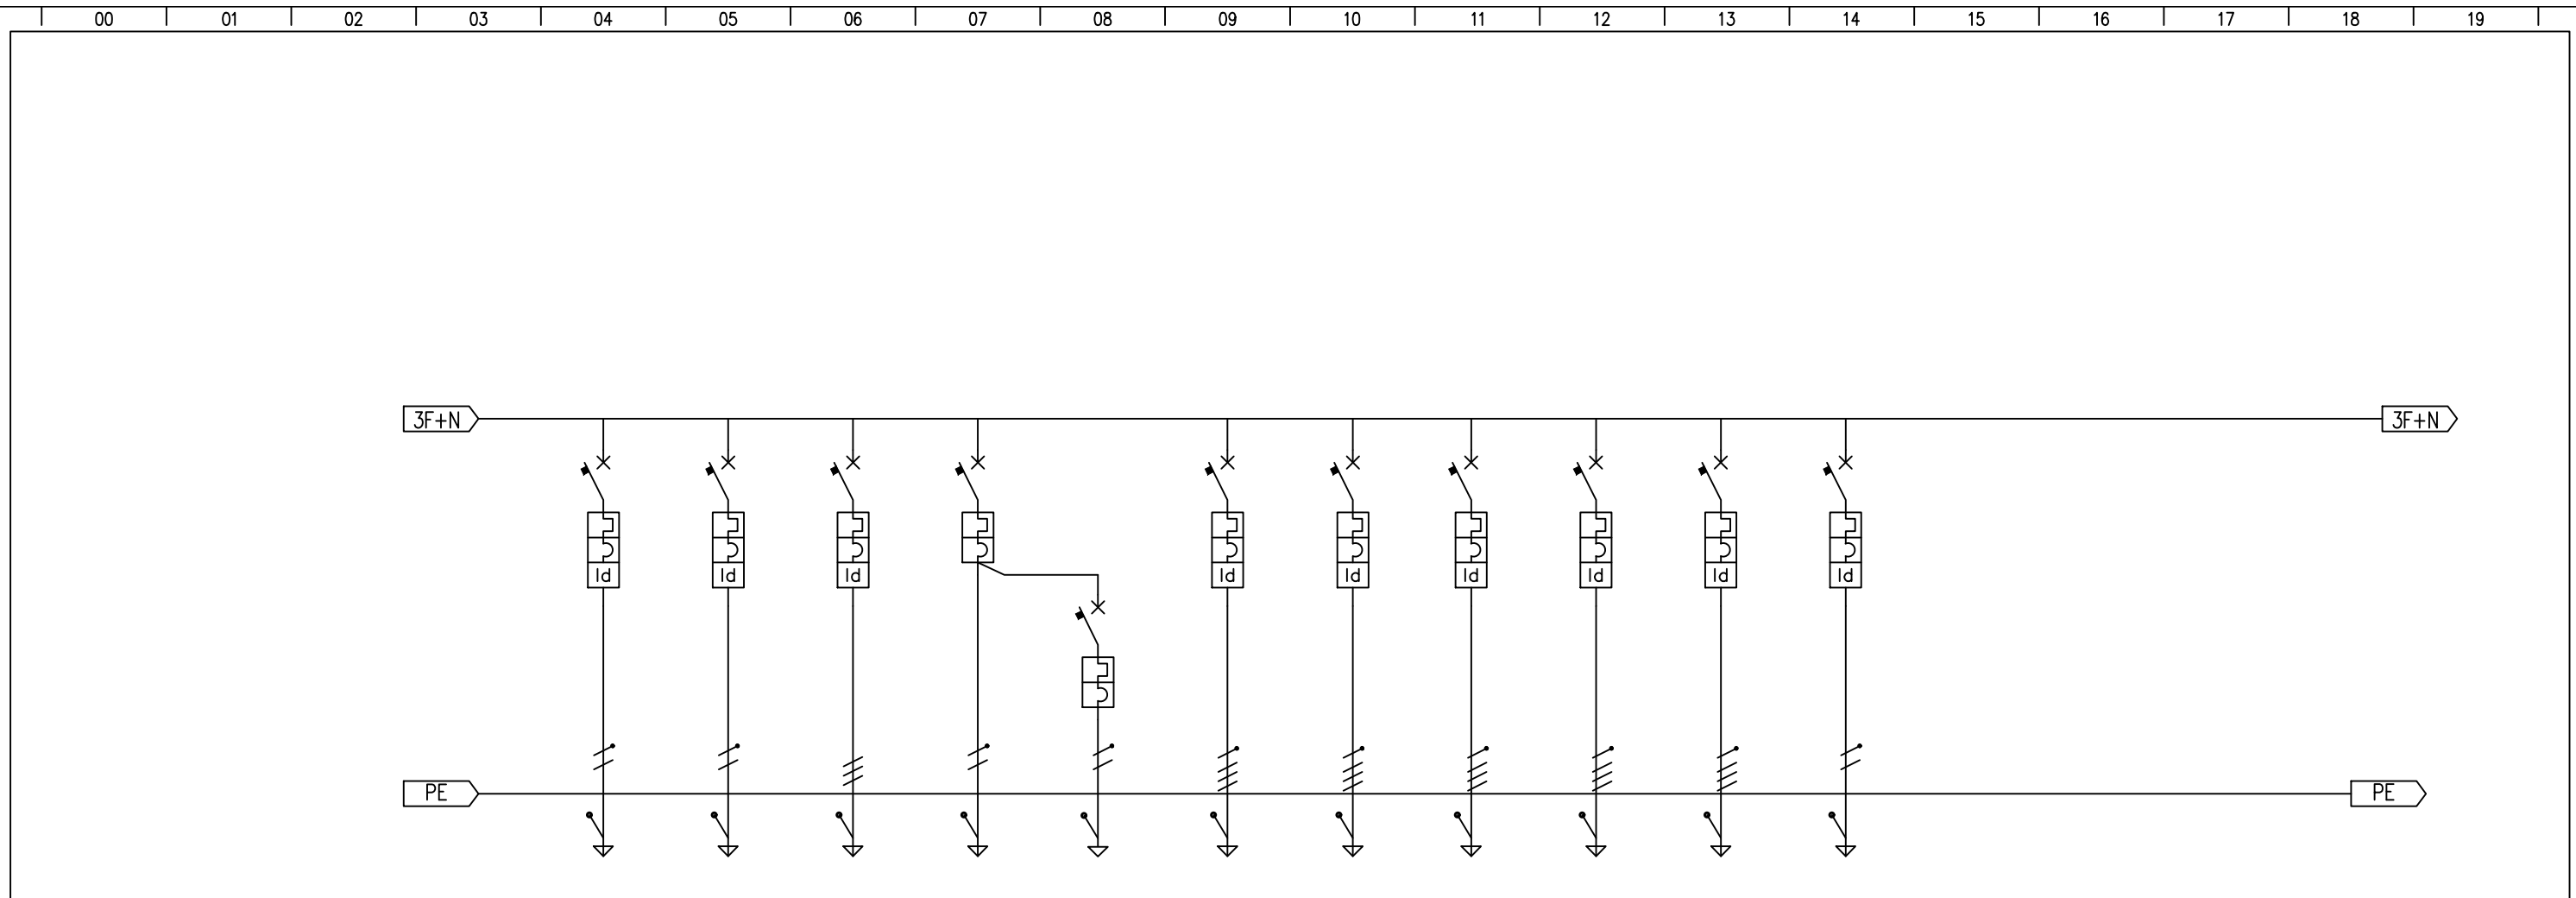 00 01 02 03 04 05 06 07 08 09 10 11 12 13 14 15 16 17 18 19
3F+N 3F+N
Id Id Id Id Id Id Id Id Id
PE PE